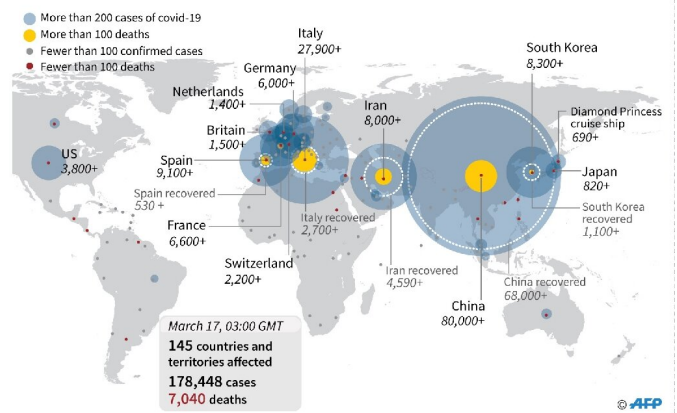 More than 200 cases of covid-19
More than 100 deaths
Fewer than 100 confirmed cases
Fewer than 100 deaths
Italy
27,900+
Germany
6,000+
Netherlands
1,400+
Britain
1,500+
Spain
9,100+
Spain recovered
530 +
France
6,600+
Switzerland
2,200+
US
3,800+
Italy recovered
2,700+
Iran
8,000+
Iran recovered
4,590+
South Korea
8,300+
Diamond Princess
cruise ship
690+
Japan
820+
South Korea
recovered
1,100+
China recovered
68,000+
China
80,000+
March 17, 03:00 GMT
145 countries and
territories affected
178,448 cases
7,040 deaths
© AFP